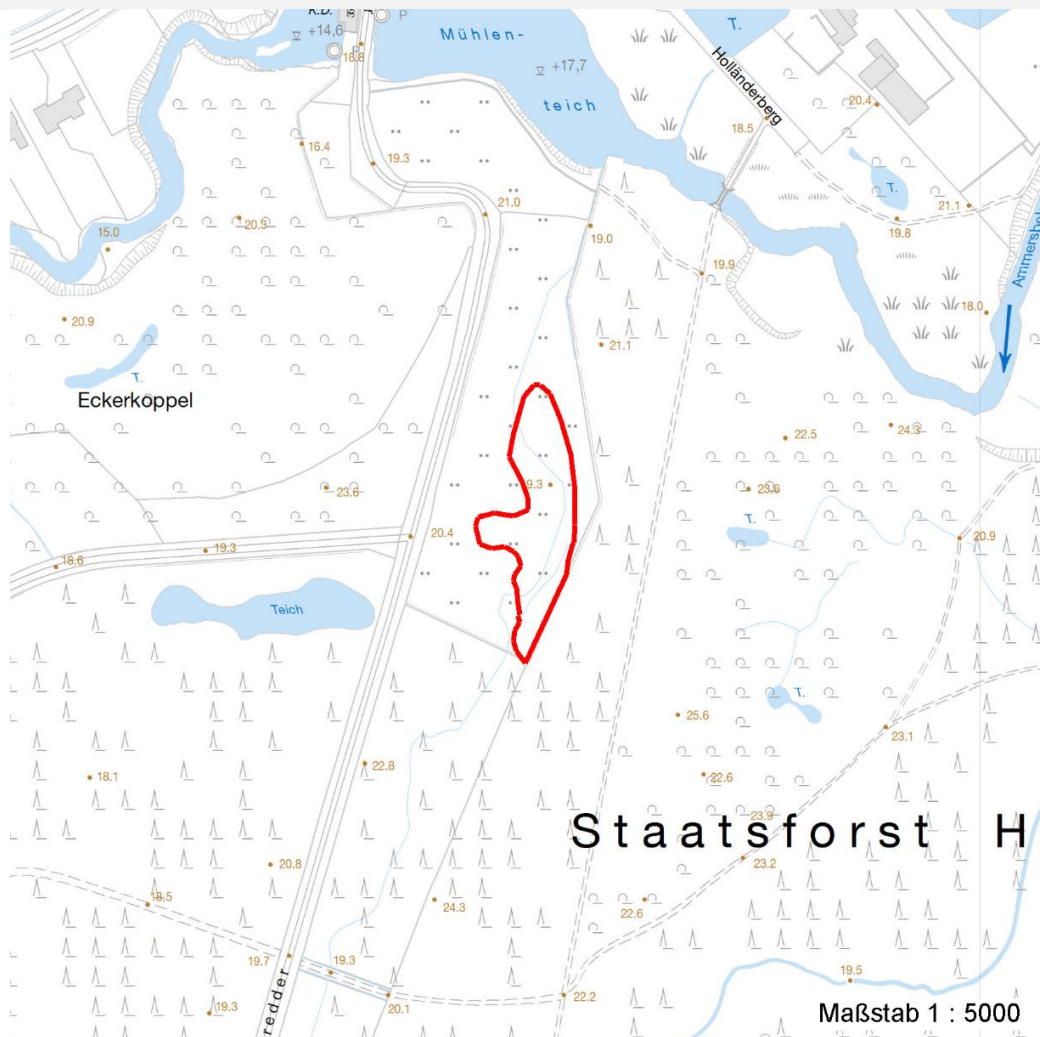 R.D.
P
+14,6
18.8
P
Mühlen-
+17,7
teich
T.
Holländerberg
20.4
18.5
16.4
19.3
T.
21.0
21.1
15.0
20.3
19.0
19.8
19.9
18.0
20.9
21.1
T.
Eckerkoppel
22.5
24.3
23.6
9.3
23.6
T.
20.4
20.9
19.3
18.6
Teich
T.
25.6
23.1
22.8
22.6
18.1
23.9
Staatsforst H
20.8
23.2
18.5
24.3
22.6
19.7
19.3
19.5
20.1
22.2
19.3
redder
Maßstab 1 : 5000